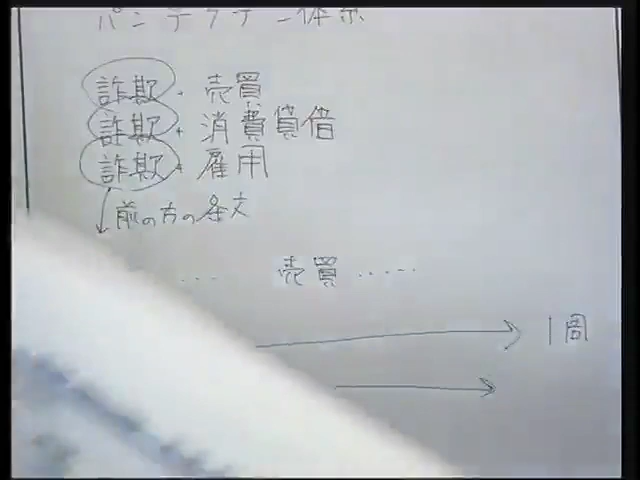 パンデクテン体系
詐欺 + 売買
詐欺 + 消費貸借
詐欺 + 雇用
前の方の条文
… 売買 ‥‥‥
1周